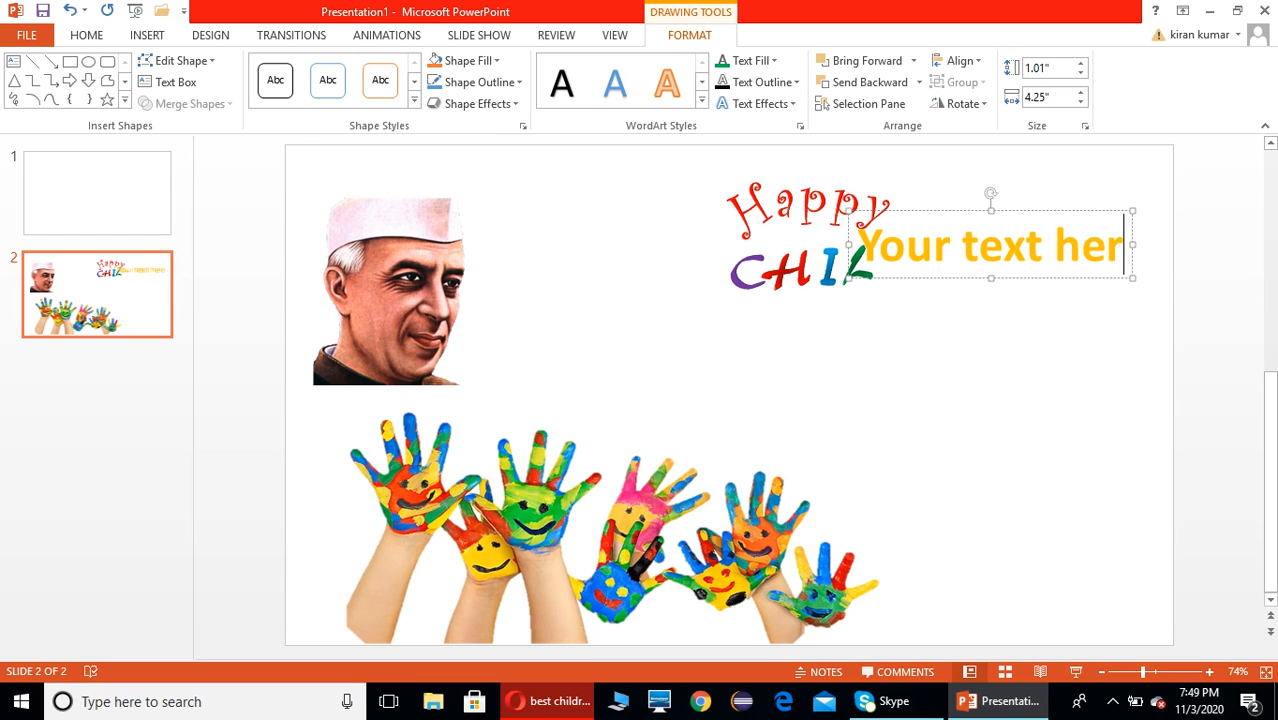 Presentation1 - Microsoft PowerPoint
DRAWING TOOLS
?
FILE
HOME
INSERT
DESIGN
TRANSITIONS
ANIMATIONS
SLIDE SHOW
REVIEW
VIEW
FORMAT
kiran kumar
Edit Shape
Text Box
Merge Shapes
Insert Shapes
Abc
Abc
Abc
Shape Fill
Shape Outline
Shape Effects
Shape Styles
A
A
A
Text Fill
Text Outline
Text Effects
WordArt Styles
Bring Forward
Send Backward
Selection Pane
Align
Group
Rotate
Arrange
1.01"
4.25"
Size
1
2
Happy
CHIL
Your text her
SLIDE 2 OF 2
NOTES
COMMENTS
74%
Type here to search
best childr...
Skype
Presentati...
7:49 PM
11/3/2020
2